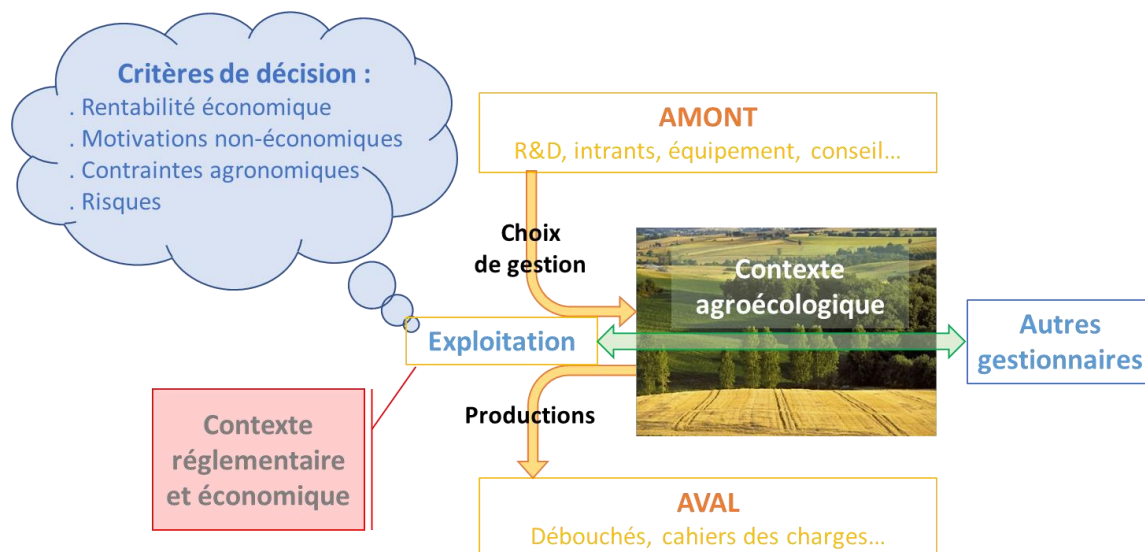 Critères de décision :
. Rentabilité économique
. Motivations non-économiques
. Contraintes agronomiques
. Risques
AMONT
R&D, intrants, équipement, conseil...
Choix
de gestion
Contexte
agroécologique
Exploitation
Autres
gestionnaires
Contexte
réglementaire
et économique
Productions
AVAL
Débouchés, cahiers des charges...